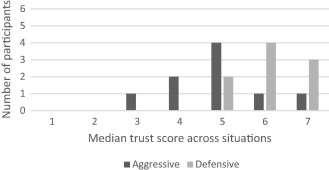 Number of participants
6
5
4
3
2
1
0
1 2 3 4 5 6 7
Median trust score across situations
Aggressive Defensive